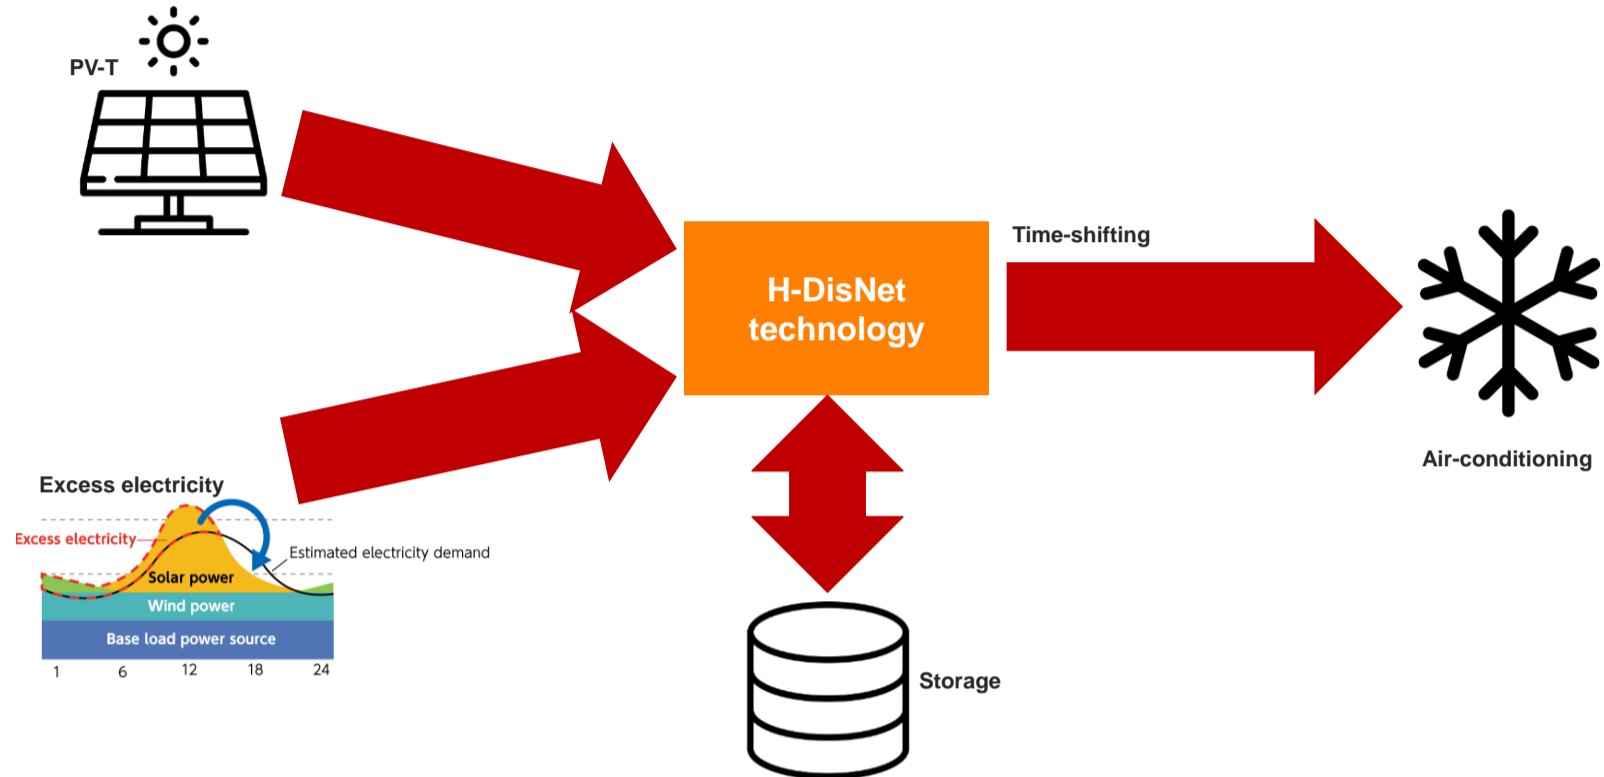 PV-T
H-DisNet
technology
Time-shifting
Air-conditioning
Excess electricity
Excess electricity
Estimated electricity demand
Solar power
Wind power
Base load power source
1 6 12 18 24
Storage